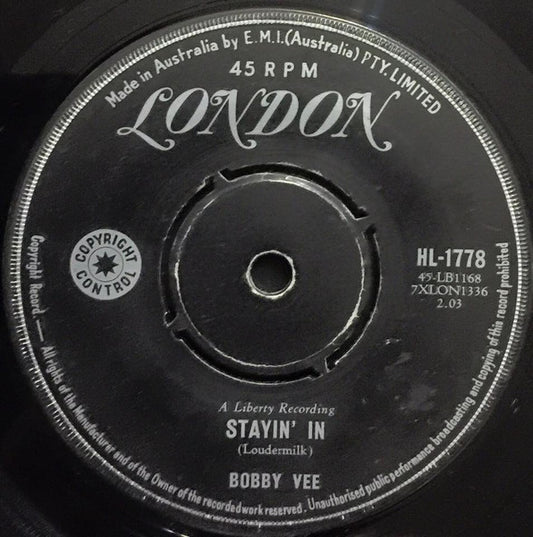 Made in Australia by E.M.I.(Australia) PTY. LIMITED
45 RPM
LONDON
COPYRIGHT
CONTROL
HL-1778
45-LB1168
7XLON1336
2.03
A Liberty Recording
STAYIN' IN
(Loudermilk)
BOBBY VEE
Copyright Record. — All rights of the Manufacturer and of the Owner of the recorded work reserved. Unauthorised public performance broadcasting and copying of this record prohibited